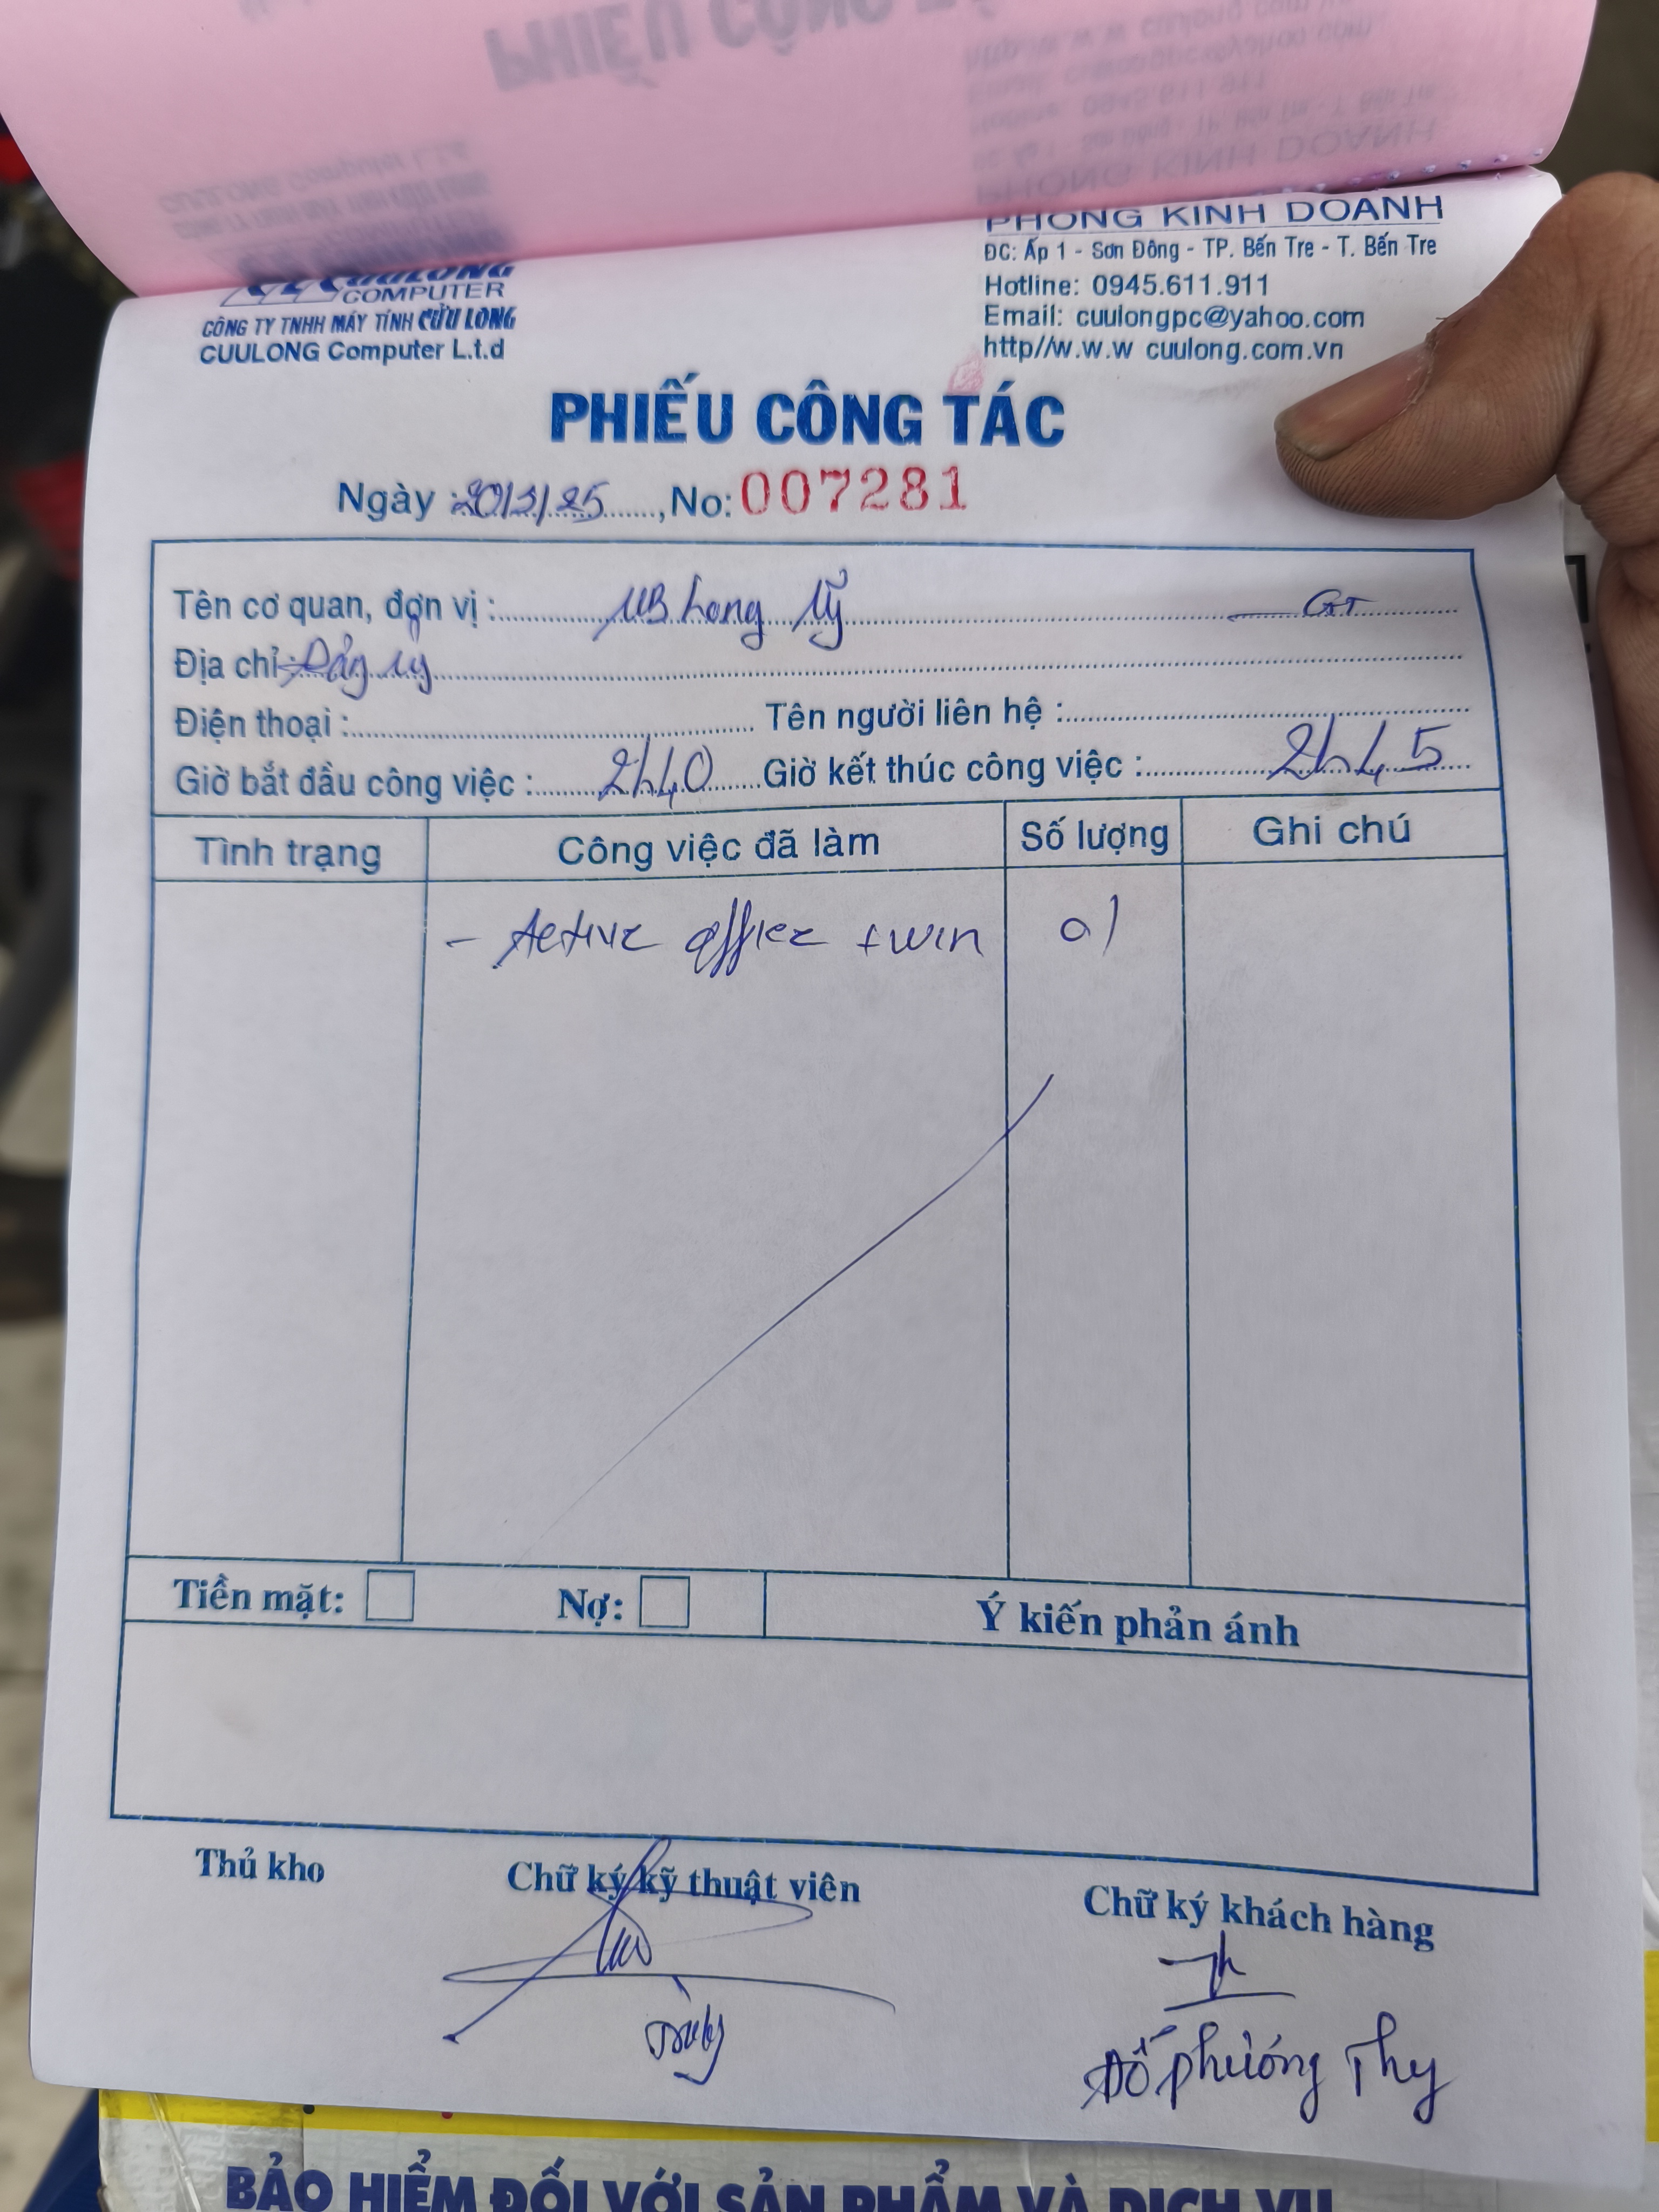 PHIẾU CÔNG
PHÒNG KINH DOANH
CUULONG
COMPUTER
CÔNG TY TNHH MÁY TÍNH CỬU LONG
CUULONG Computer L.t.d
ĐC: Ấp 1 - Sơn Đông - TP. Bến Tre - T. Bến Tre
Hotline: 0945.611.911
Email: cuulongpc@yahoo.com
http//w.w.w cuulong.com.vn
PHIẾU CÔNG TÁC
Ngày : 20/3/25, No: 007281
Tên cơ quan, đơn vị : UB Long Mỹ GT
Địa chỉ :
Điện thoại : Tên người liên hệ :
Giờ bắt đầu công việc : 2h40 Giờ kết thúc công việc : 2h45
Tình trạng Công việc đã làm Số lượng Ghi chú
- Active office + win 01
Tiền mặt: Nợ: Ý kiến phản ánh
Thủ kho Chữ ký kỹ thuật viên Chữ ký khách hàng
Đỗ Phương Thy
BẢO HIỂM ĐỐI VỚI SẢN PHẨM VÀ DỊCH VỤ